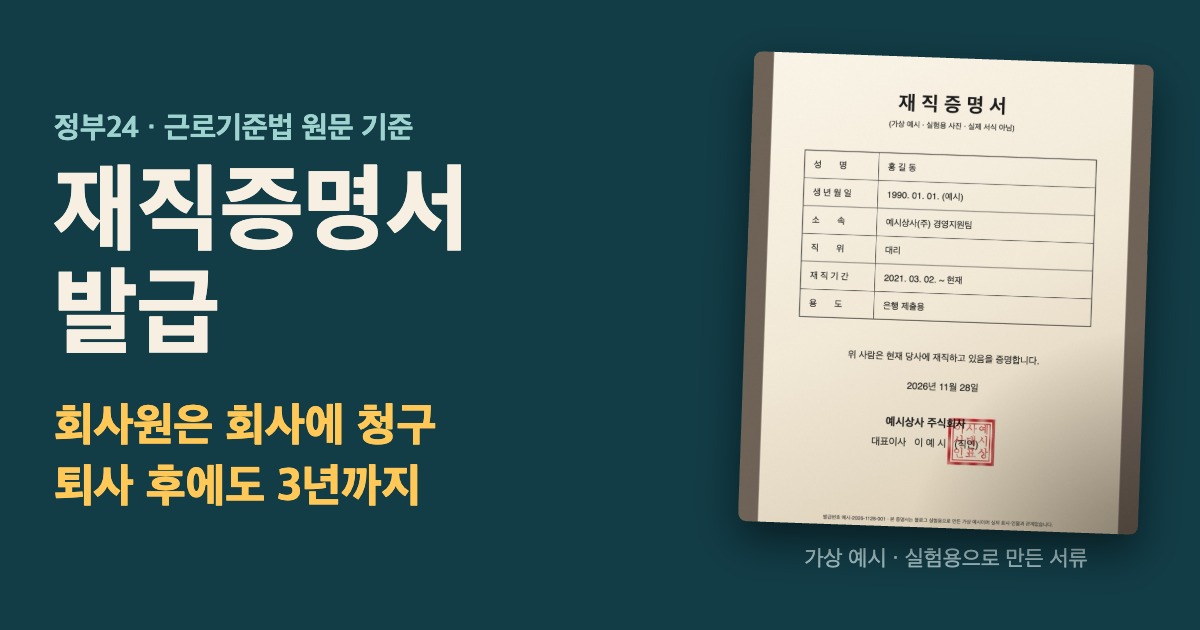 정부24 · 근로기준법 원문 기준
재직증명서
발급
회사원은 회사에 청구
퇴사 후에도 3년까지
재직증명서
(가상 예시 · 실험용 사진 · 실제 서식 아님)
성 명 홍길동
생년월일 1990. 01. 01. (예시)
소 속 예시상사(주) 경영지원팀
직 위 대리
재직기간 2021. 03. 02. ~ 현재
용 도 은행 제출용
위 사람은 현재 당사에 재직하고 있음을 증명합니다.
2026년 11월 28일
예시상사 주식회사
대표이사 이 예 시 (직인)
가상 예시 · 실험용으로 만든 서류